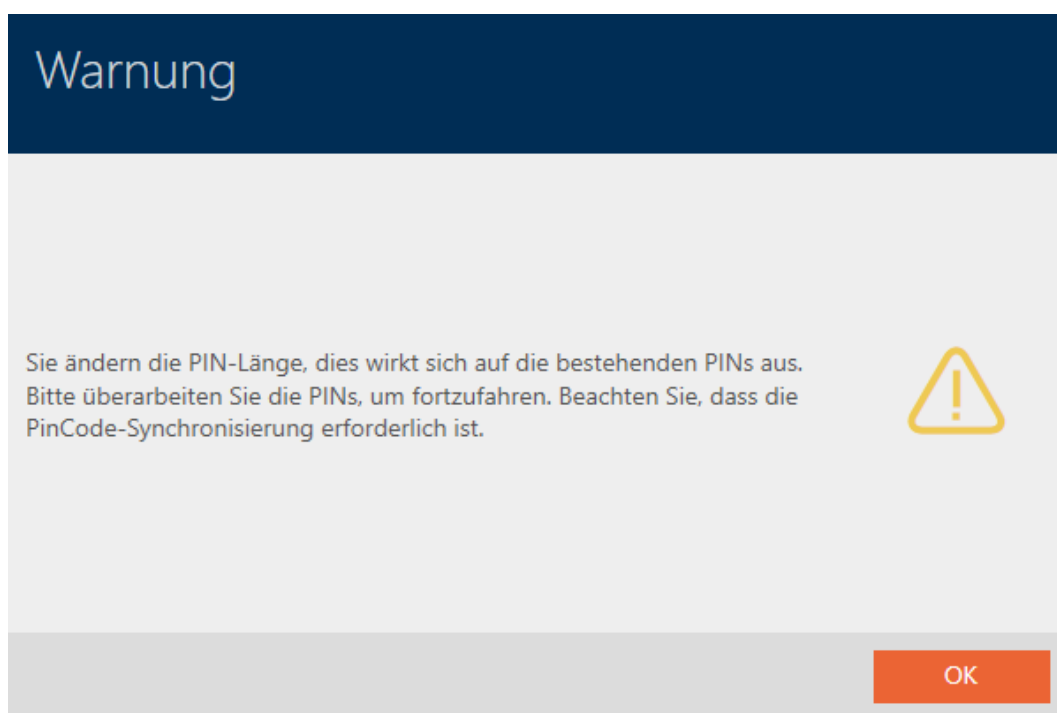 Warnung
Sie ändern die PIN-Länge, dies wirkt sich auf die bestehenden PINs aus.
Bitte überarbeiten Sie die PINs, um fortzufahren. Beachten Sie, dass die
PinCode-Synchronisierung erforderlich ist.
OK